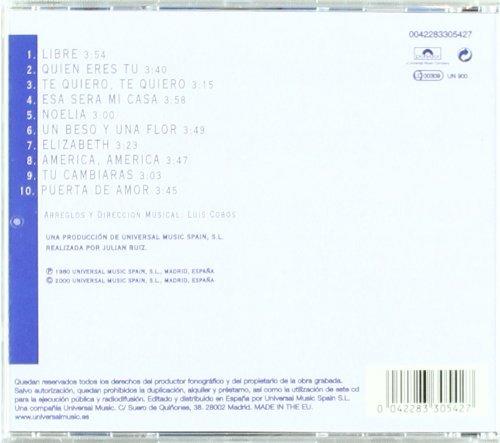 0042283305427
1. LIBRE 3:54
2. QUIEN ERES TU 3:40
3. TE QUIERO, TE QUIERO 3:15
4. ESA SERA MI CASA 3:58
5. NOELIA 3:00
6. UN BESO Y UNA FLOR 3:49
7. ELIZABETH 3:23
8. AMERICA, AMERICA 3:47
9. TU CAMBIARAS 3:03
10. PUERTA DE AMOR 3:45
a Universal Music Company
LC 00309 UN 900
ARREGLOS Y DIRECCION MUSICAL: LUIS COBOS
UNA PRODUCCIÓN DE UNIVERSAL MUSIC SPAIN, S.L.
REALIZADA POR JULIAN RUIZ.
℗ 1980 UNIVERSAL MUSIC SPAIN, S.L., MADRID, ESPAÑA
© 2000 UNIVERSAL MUSIC SPAIN, S.L., MADRID, ESPAÑA
Quedan reservados todos los derechos del productor fonográfico y del propietario de la obra grabada.
Salvo autorización, quedan prohibidos la duplicación, alquiler y préstamo, así como la utilización de este cd
para la ejecución pública y radiodifusión. Editado y distribuido en España por Universal Music Spain S.L.
Una compañía Universal Music. C/ Suero de Quiñones, 38. 28002 Madrid. MADE IN THE EU.
www.universalmusic.es
0 042283 305427